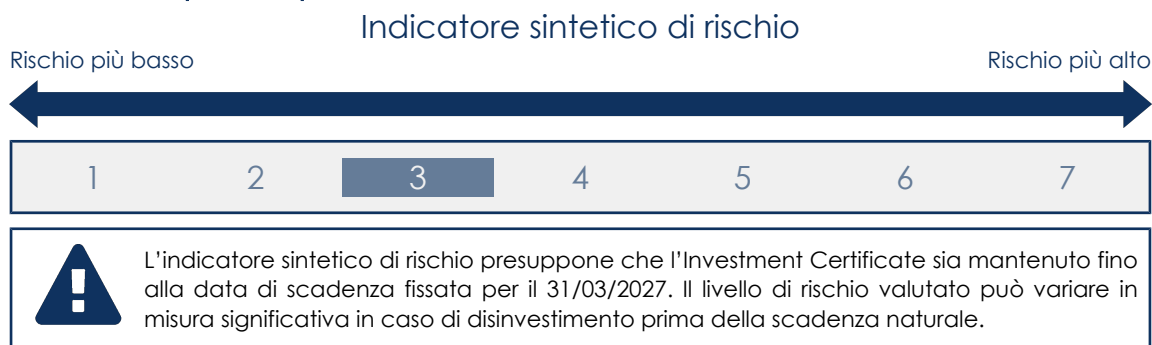 Indicatore sintetico di rischio
Rischio più basso
Rischio più alto
1 2 3 4 5 6 7
L’indicatore sintetico di rischio presuppone che l’Investment Certificate sia mantenuto fino
alla data di scadenza fissata per il 31/03/2027. Il livello di rischio valutato può variare in
misura significativa in caso di disinvestimento prima della scadenza naturale.